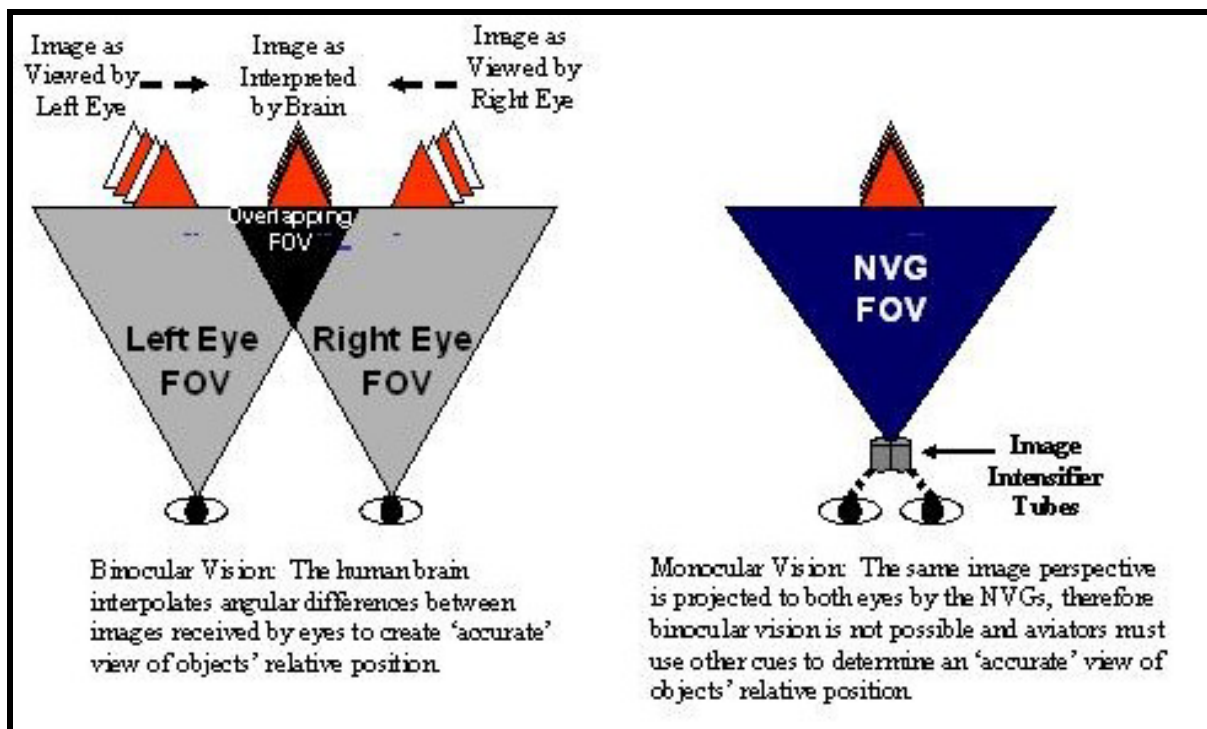 Image as
Viewed by
Left Eye
Image as
Interpreted
by Brain
Image as
Viewed by
Right Eye
Overlapping
FOV
Left Eye
FOV
Right Eye
FOV
Binocular Vision: The human brain
interpolates angular differences between
images received by eyes to create ‘accurate’
view of objects’ relative position.
NVG
FOV
Image
Intensifier
Tubes
Monocular Vision: The same image perspective
is projected to both eyes by the NVGs, therefore
binocular vision is not possible and aviators must
use other cues to determine an ‘accurate’ view of
objects’ relative position.